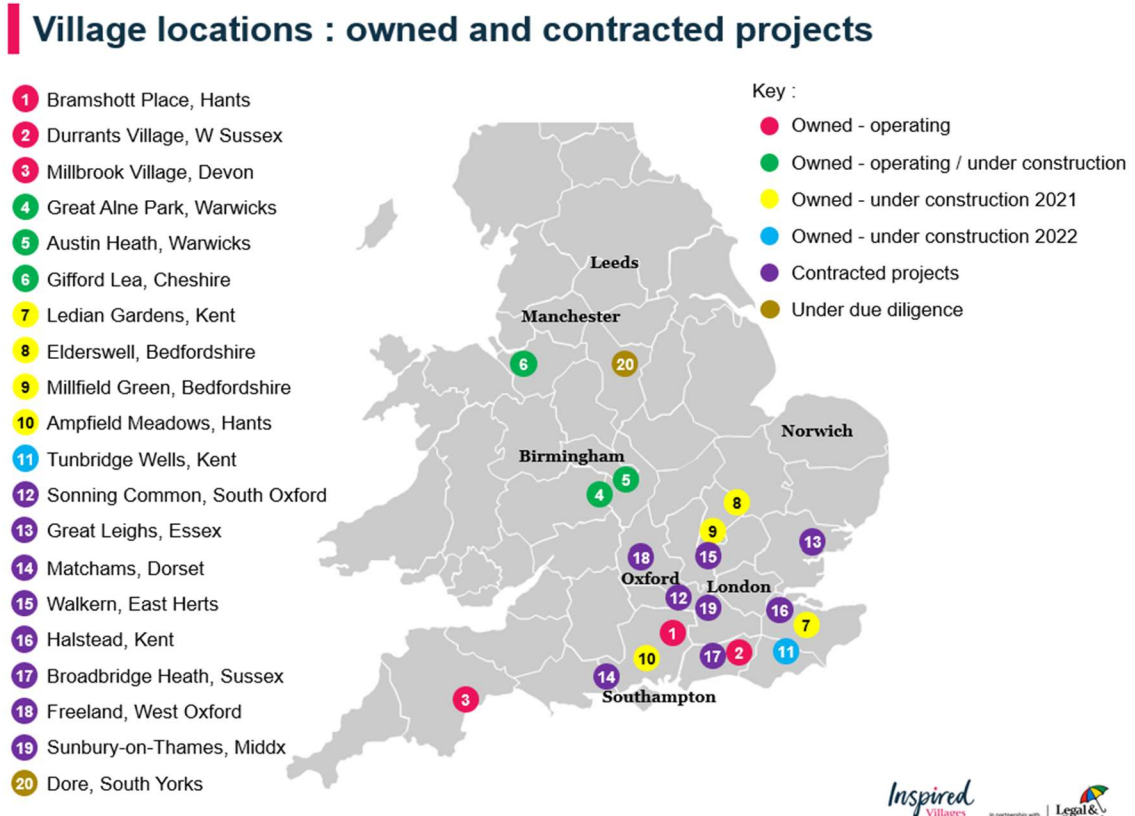 Village locations : owned and contracted projects
1 Bramshott Place, Hants
2 Durrants Village, W Sussex
3 Millbrook Village, Devon
4 Great Alne Park, Warwicks
5 Austin Heath, Warwicks
6 Gifford Lea, Cheshire
7 Ledian Gardens, Kent
8 Elderswell, Bedfordshire
9 Millfield Green, Bedfordshire
10 Ampfield Meadows, Hants
11 Tunbridge Wells, Kent
12 Sonning Common, South Oxford
13 Great Leighs, Essex
14 Matchams, Dorset
15 Walkern, East Herts
16 Halstead, Kent
17 Broadbridge Heath, Sussex
18 Freeland, West Oxford
19 Sunbury-on-Thames, Middx
20 Dore, South Yorks
Key :
Owned - operating
Owned - operating / under construction
Owned - under construction 2021
Owned - under construction 2022
Contracted projects
Under due diligence
Leeds
Manchester
6
20
Norwich
Birmingham
5
4
8
9
13
15
18
Oxford
London
12
19
16
7
1
2
11
17
10
14
Southampton
3
Inspired
Villages
in partnership with
Legal &